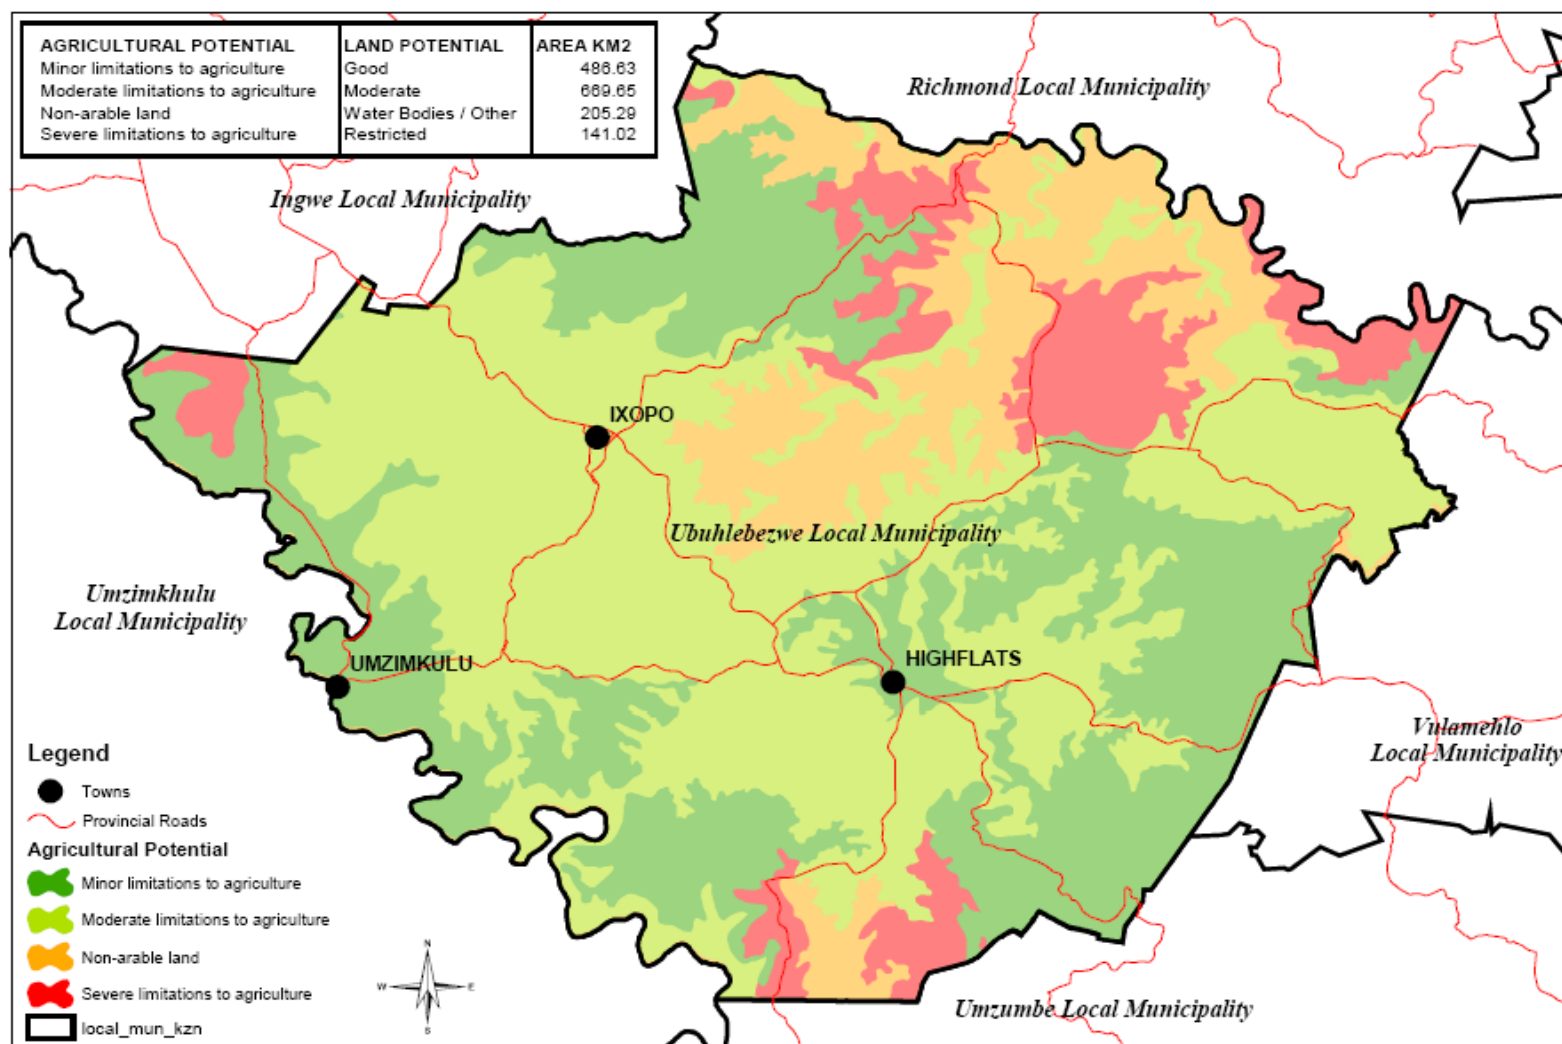 AGRICULTURAL POTENTIAL LAND POTENTIAL AREA KM2
Minor limitations to agriculture Good 486.63
Moderate limitations to agriculture Moderate 669.65
Non-arable land Water Bodies / Other 205.29
Severe limitations to agriculture Restricted 141.02
Richmond Local Municipality
Ingwe Local Municipality
IXOPO
Ubuhlebezwe Local Municipality
Umzimkhulu
Local Municipality
UMZIMKULU
HIGHFLATS
Vulamehlo
Local Municipality
Umzumbe Local Municipality
Legend
Towns
Provincial Roads
Agricultural Potential
Minor limitations to agriculture
Moderate limitations to agriculture
Non-arable land
Severe limitations to agriculture
local_mun_kzn
N
W E
S